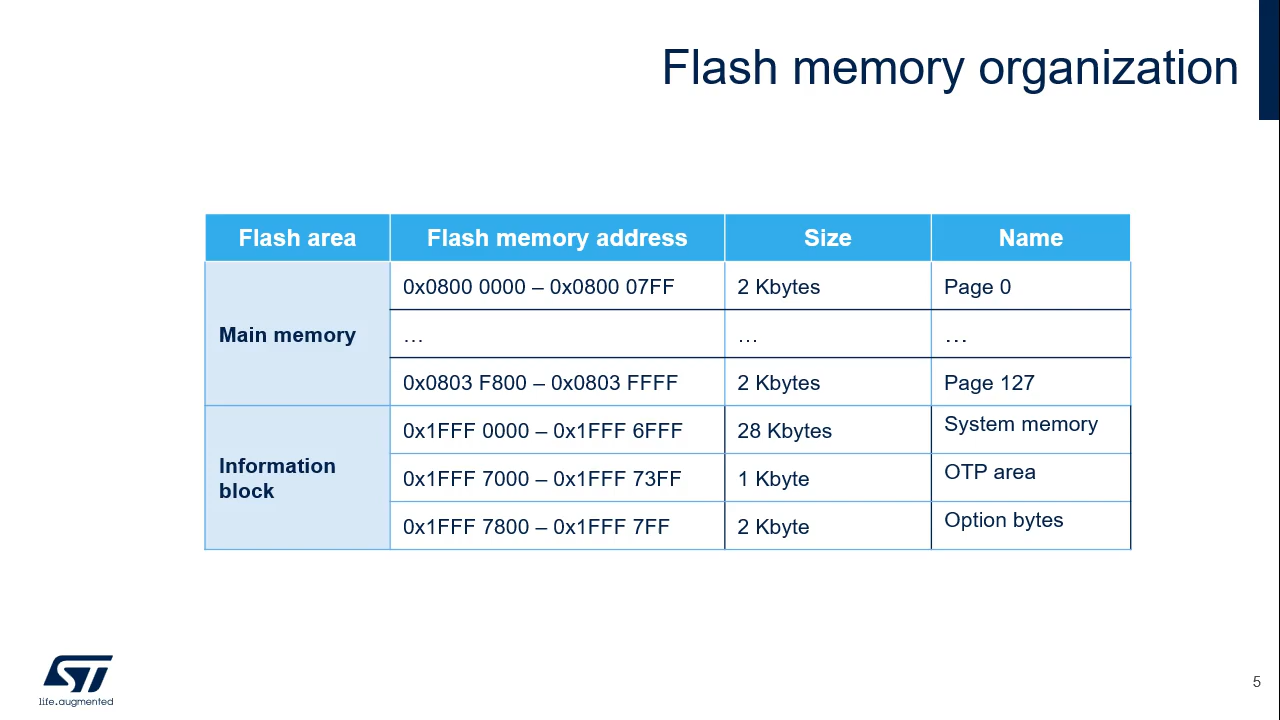 Flash memory organization
Flash area Flash memory address Size Name
Main memory
0x0800 0000 – 0x0800 07FF 2 Kbytes Page 0
… … …
0x0803 F800 – 0x0803 FFFF 2 Kbytes Page 127
Information
block
0x1FFF 0000 – 0x1FFF 6FFF 28 Kbytes System memory
0x1FFF 7000 – 0x1FFF 73FF 1 Kbyte OTP area
0x1FFF 7800 – 0x1FFF 7FF 2 Kbyte Option bytes
ST
life.augmented
5